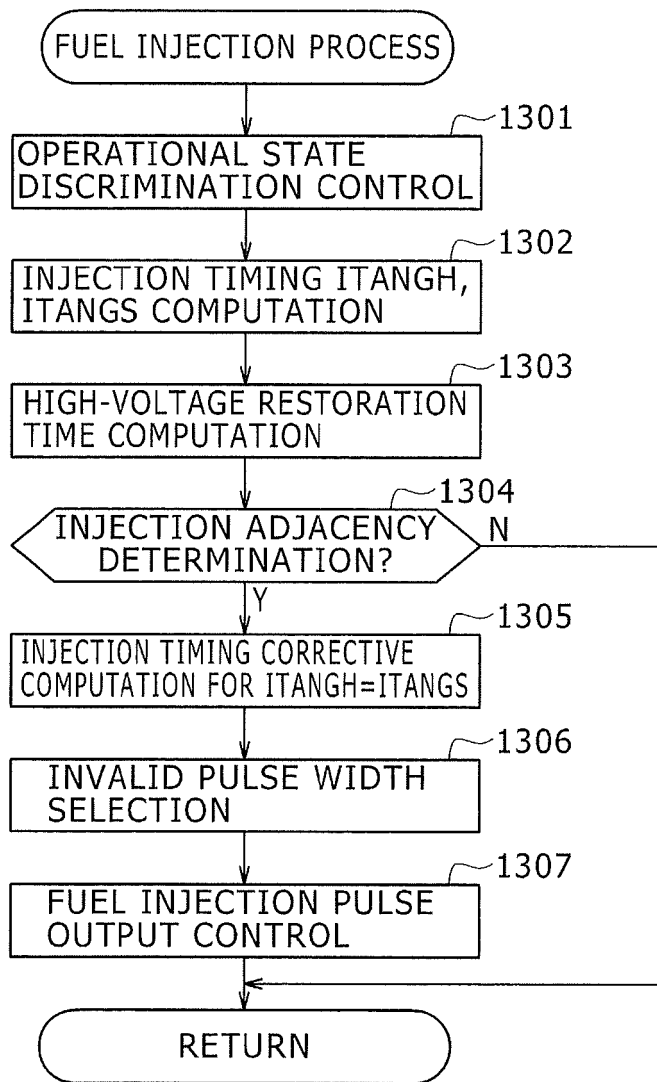 FUEL INJECTION PROCESS
1301
OPERATIONAL STATE
DISCRIMINATION CONTROL
1302
INJECTION TIMING ITANGH,
ITANGS COMPUTATION
1303
HIGH-VOLTAGE RESTORATION
TIME COMPUTATION
1304
INJECTION ADJACENCY
DETERMINATION?
N
Y
1305
INJECTION TIMING CORRECTIVE
COMPUTATION FOR ITANGH=ITANGS
1306
INVALID PULSE WIDTH
SELECTION
1307
FUEL INJECTION PULSE
OUTPUT CONTROL
RETURN